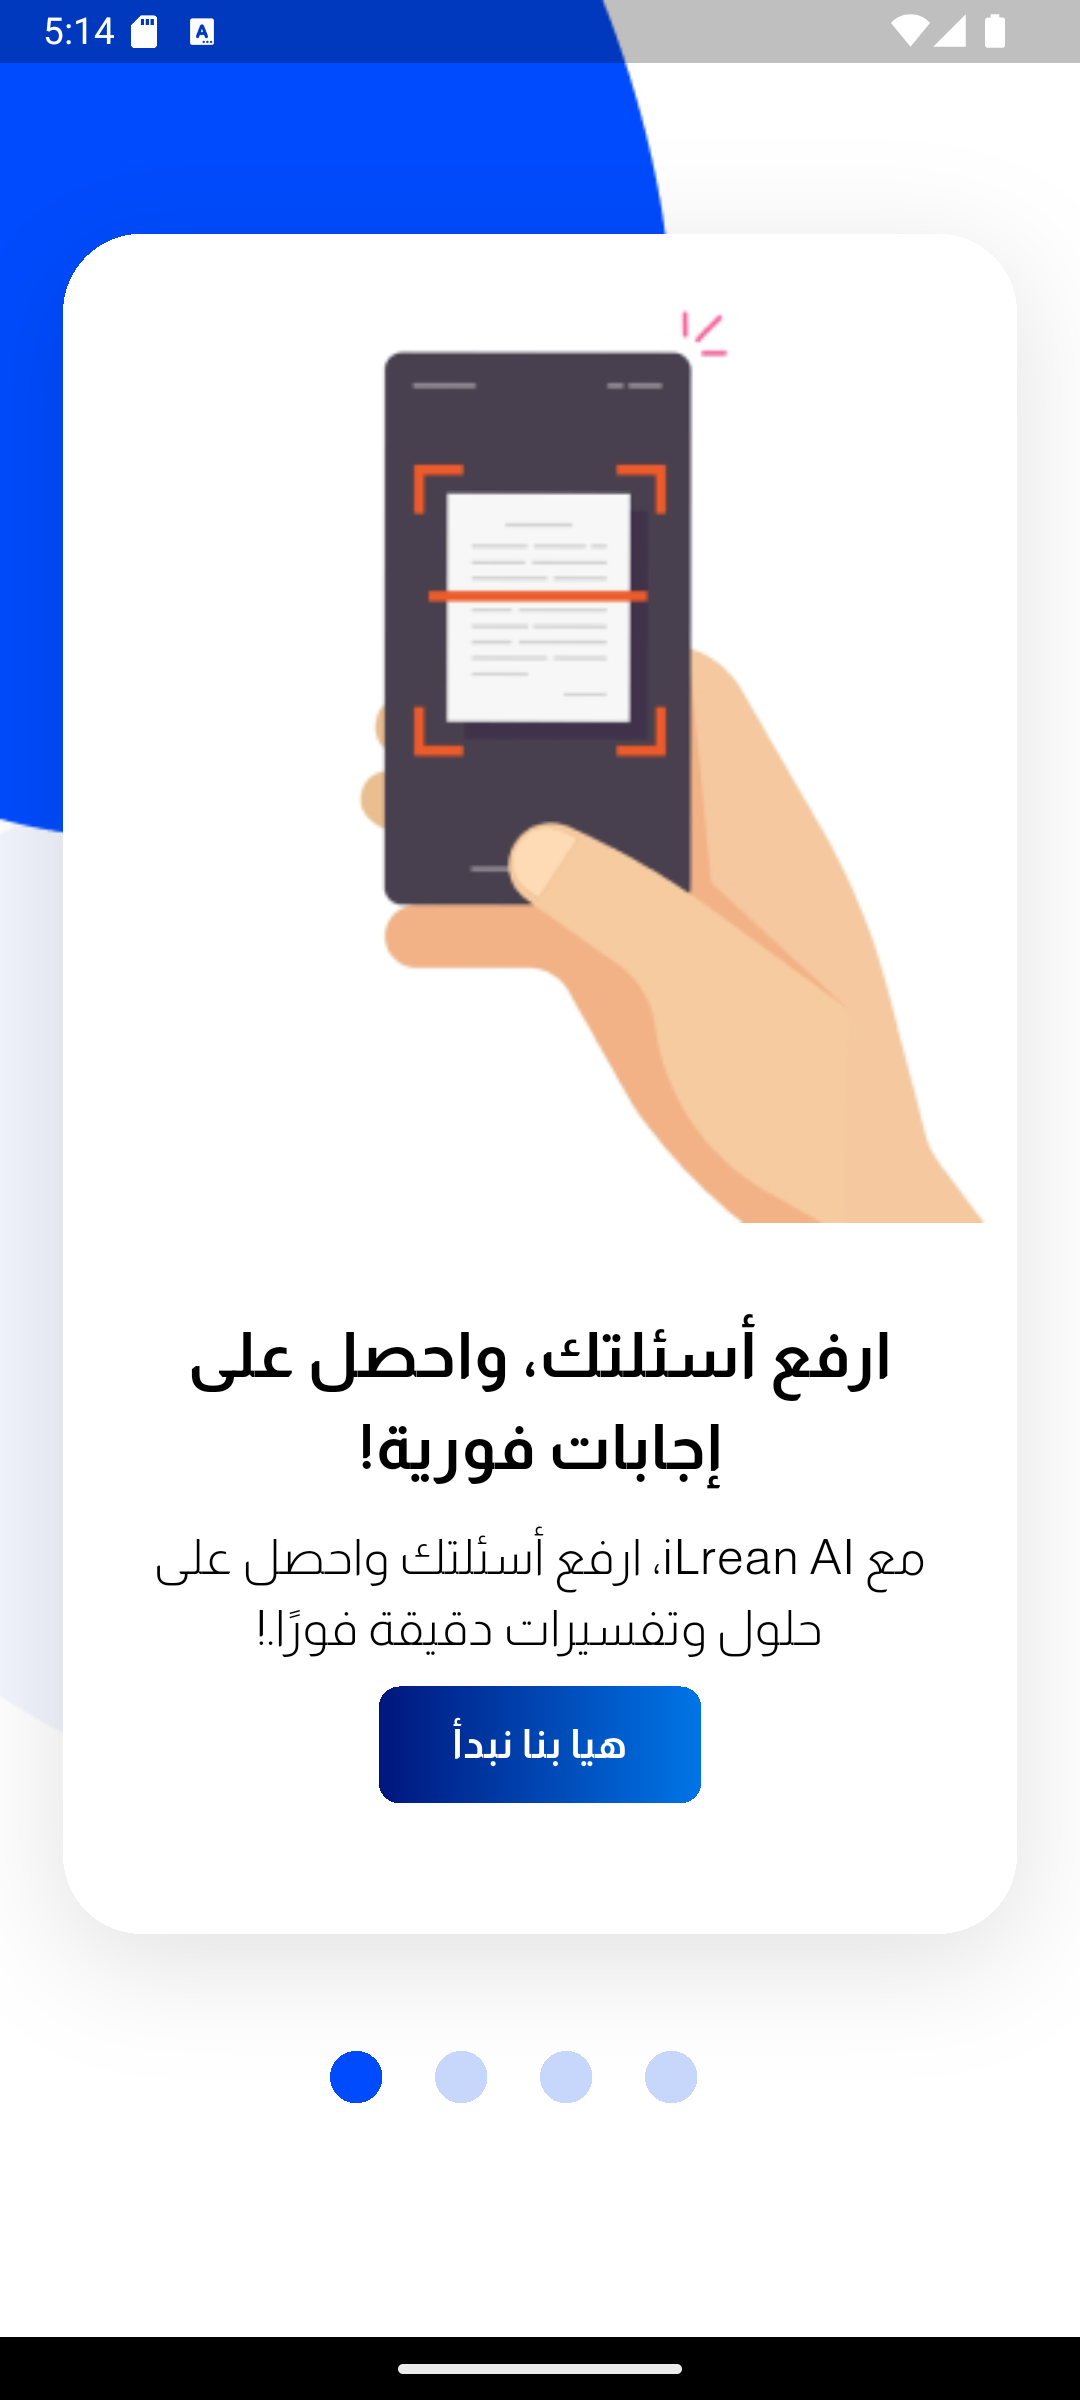 5:14
ارفع أسئلتك، واحصل على
إجابات فورية!
مع iLrean AI، ارفع أسئلتك واحصل على
حلول وتفسيرات دقيقة فورًا.!
هيا بنا نبدأ